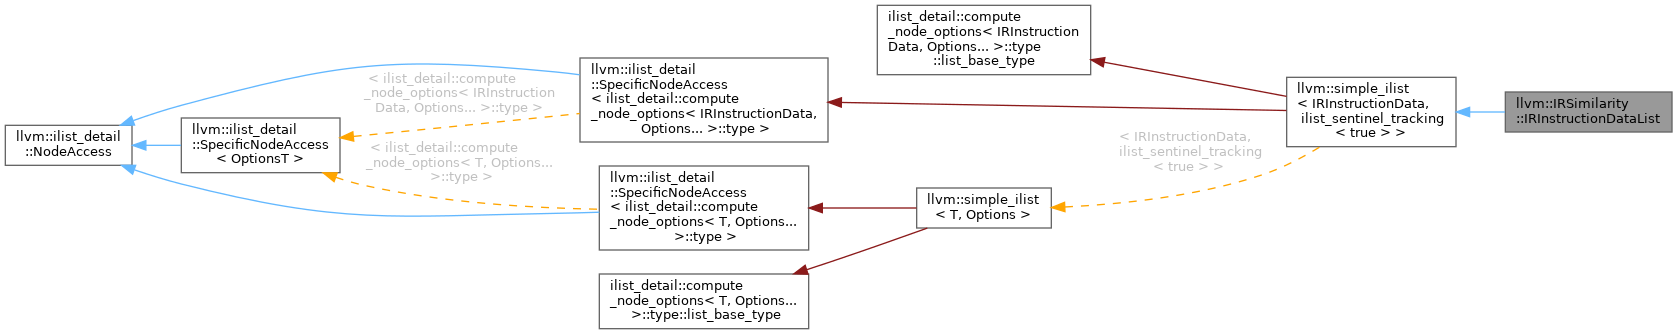 ilist_detail::compute
_node_options< IRInstruction
Data, Options... >::type
::list_base_type
llvm::ilist_detail
::SpecificNodeAccess
< ilist_detail::compute
_node_options< IRInstructionData,
Options... >::type >
< ilist_detail::compute
_node_options< IRInstruction
Data, Options... >::type >
llvm::simple_ilist
< IRInstructionData,
ilist_sentinel_tracking
< true > >
llvm::IRSimilarity
::IRInstructionDataList
llvm::ilist_detail
::NodeAccess
llvm::ilist_detail
::SpecificNodeAccess
< OptionsT >
< ilist_detail::compute
_node_options< T, Options...
>::type >
< IRInstructionData,
ilist_sentinel_tracking
< true > >
llvm::ilist_detail
::SpecificNodeAccess
< ilist_detail::compute
_node_options< T, Options...
>::type >
llvm::simple_ilist
< T, Options >
ilist_detail::compute
_node_options< T, Options...
>::type::list_base_type